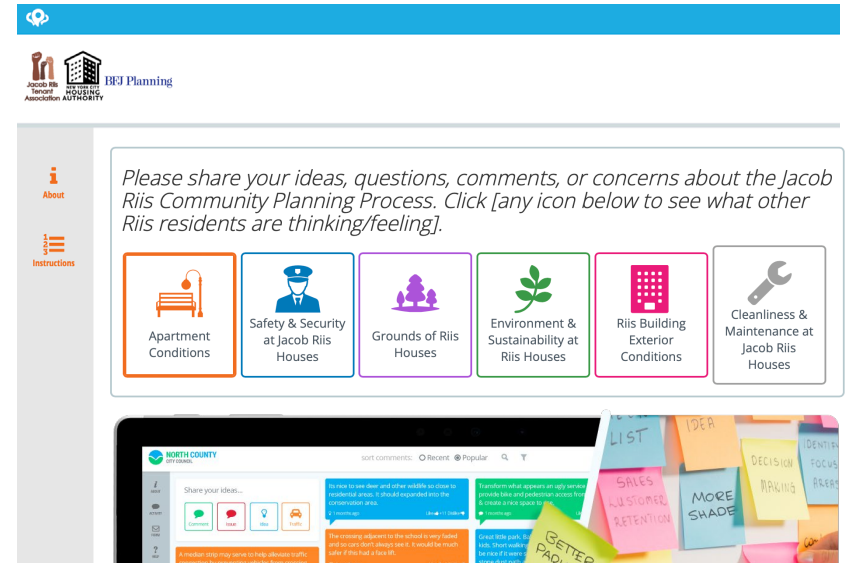 Jacob Riis
Tenant
Association
NEW YORK CITY
HOUSING
AUTHORITY
BFJ Planning
About
1
2
3
Instructions
Please share your ideas, questions, comments, or concerns about the Jacob
Riis Community Planning Process. Click [any icon below to see what other
Riis residents are thinking/feeling].
Apartment
Conditions
Safety & Security
at Jacob Riis
Houses
Grounds of Riis
Houses
Environment &
Sustainability at
Riis Houses
Riis Building
Exterior
Conditions
Cleanliness &
Maintenance at
Jacob Riis
Houses
NORTH COUNTY
CITY COUNCIL
sort comments: Recent Popular
Share your ideas...
Comment
Issue
Idea
Traffic
Its nice to see deer and other wildlife so close to
residential areas. It should expanded into the
conservation area.
Transform what appears an ugly service
provide bike and pedestrian access from
& create a nice space to
The crossing adjacent to the school is very faded
and so cars don't always see it. It would be much
safer if this had a face lift.
Great little park.
kids. Short
be nice if it were
A median strip may serve to help alleviate traffic
LIST
IDEA
DECISION
MAKING
FOCUS
AREAS
SALES
CUSTOMER
RETENTION
MORE
SHADE
BETTER